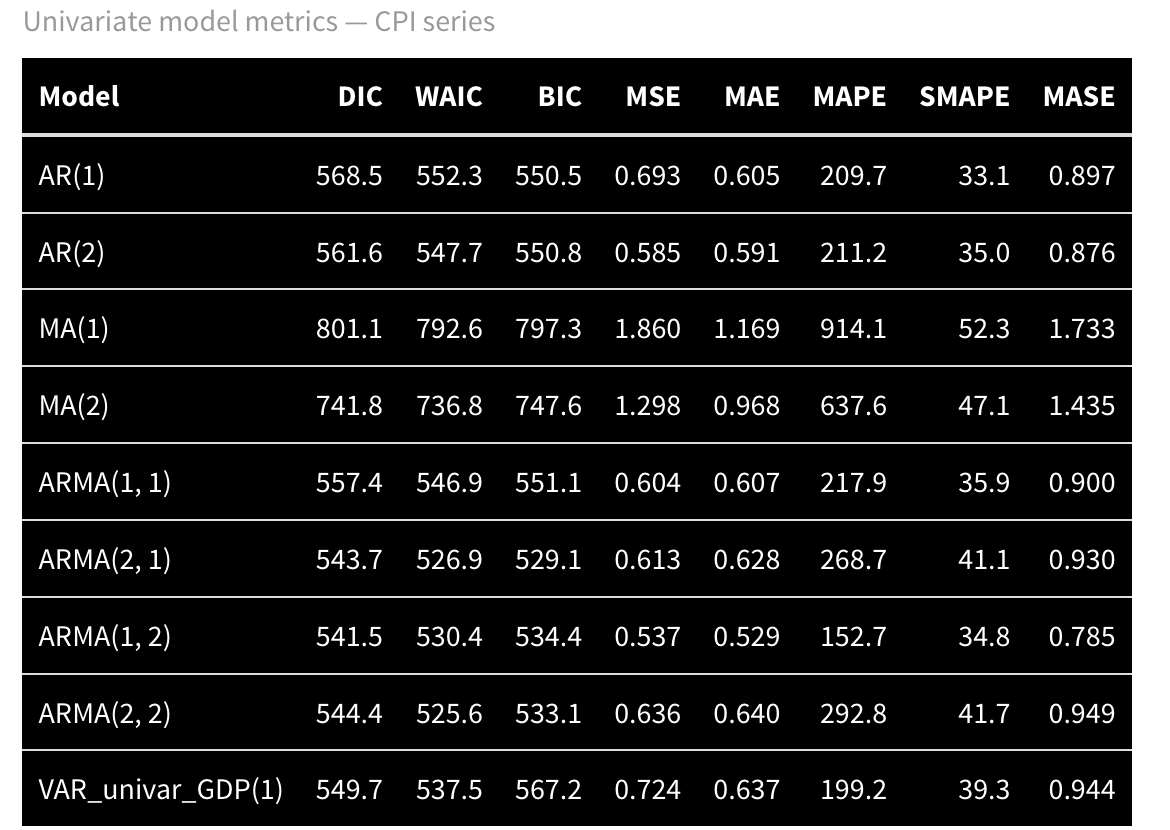 Univariate model metrics — CPI series
Model DIC WAIC BIC MSE MAE MAPE SMAPE MASE
AR(1) 568.5 552.3 550.5 0.693 0.605 209.7 33.1 0.897
AR(2) 561.6 547.7 550.8 0.585 0.591 211.2 35.0 0.876
MA(1) 801.1 792.6 797.3 1.860 1.169 914.1 52.3 1.733
MA(2) 741.8 736.8 747.6 1.298 0.968 637.6 47.1 1.435
ARMA(1, 1) 557.4 546.9 551.1 0.604 0.607 217.9 35.9 0.900
ARMA(2, 1) 543.7 526.9 529.1 0.613 0.628 268.7 41.1 0.930
ARMA(1, 2) 541.5 530.4 534.4 0.537 0.529 152.7 34.8 0.785
ARMA(2, 2) 544.4 525.6 533.1 0.636 0.640 292.8 41.7 0.949
VAR_univar_GDP(1) 549.7 537.5 567.2 0.724 0.637 199.2 39.3 0.944